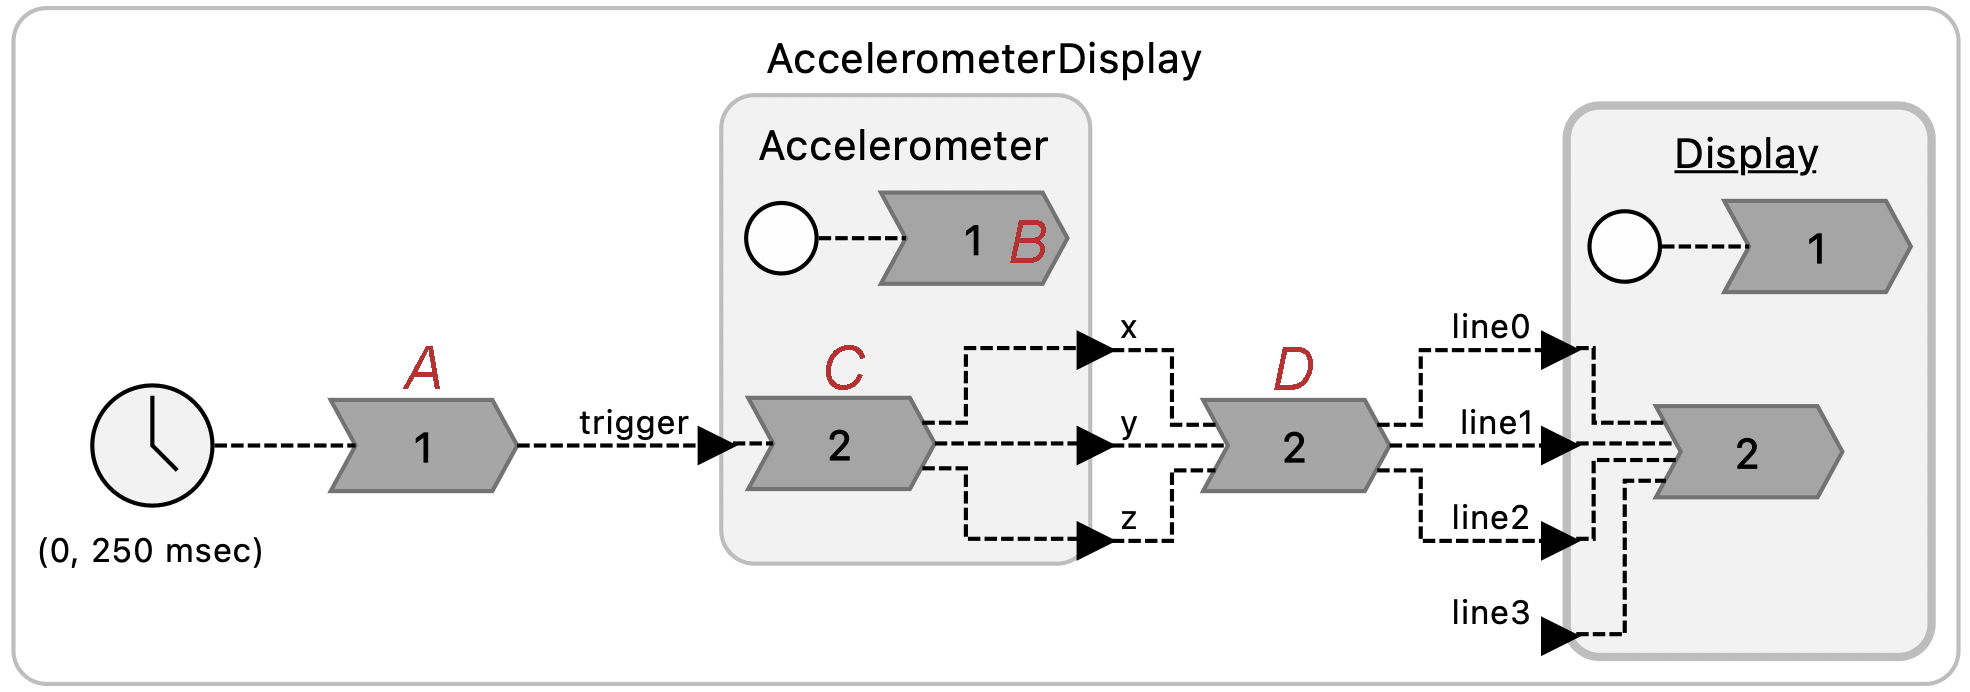 AccelerometerDisplay
Accelerometer
Display
1 B
1
x
line0
A
C
D
trigger
y
line1
1
2
2
2
z
line2
(0, 250 msec)
line3